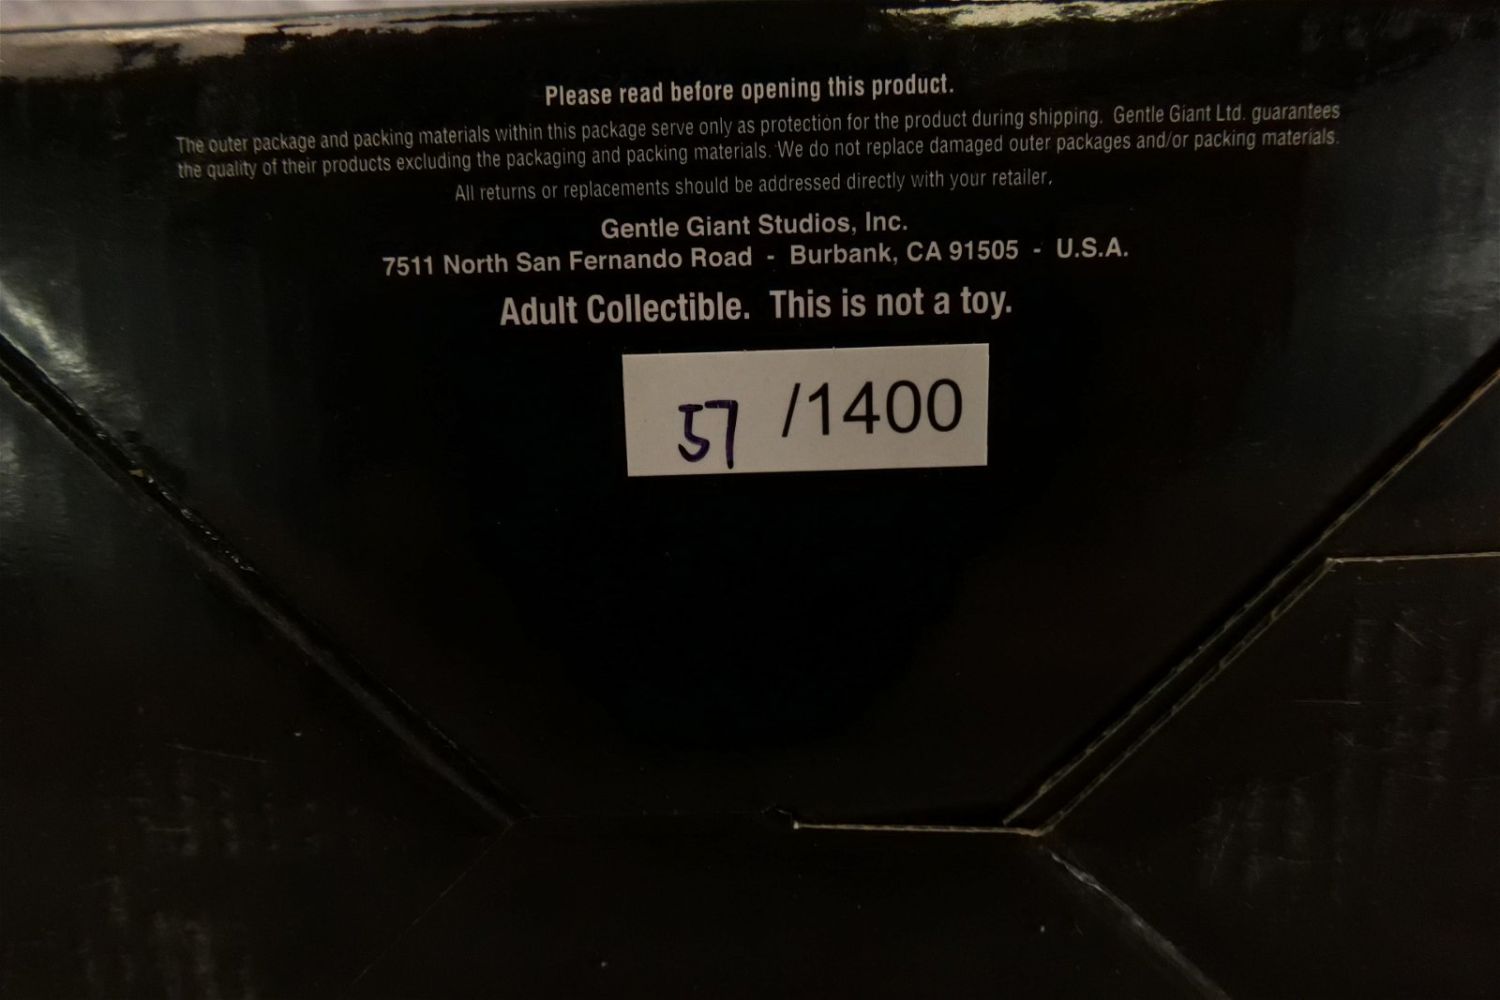 Please read before opening this product.
The outer package and packing materials within this package serve only as protection for the product during shipping. Gentle Giant Ltd. guarantees
the quality of their products excluding the packaging and packing materials. We do not replace damaged outer packages and/or packing materials.
All returns or replacements should be addressed directly with your retailer.
Gentle Giant Studios, Inc.
7511 North San Fernando Road - Burbank, CA 91505 - U.S.A.
Adult Collectible. This is not a toy.
57 /1400